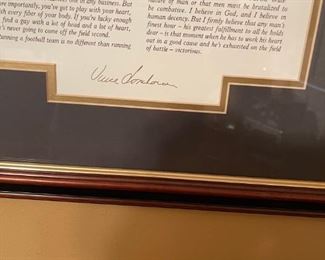 one in any business. But
more importantly, you've got to play with your heart,
with every fiber of your body. If you're lucky enough
find a guy with a lot of head and a lot of heart,
he's never going to come off the field second.
Running a football team is no different than running
nature of man or that men must be brutalized to
be combative. I believe in God, and I believe in
human decency. But I firmly believe that any man's
finest hour - his greatest fulfillment to all he holds
dear - is that moment when he has to work his heart
out in a good cause and he's exhausted on the field
of battle - victorious.
Vince Lombardi